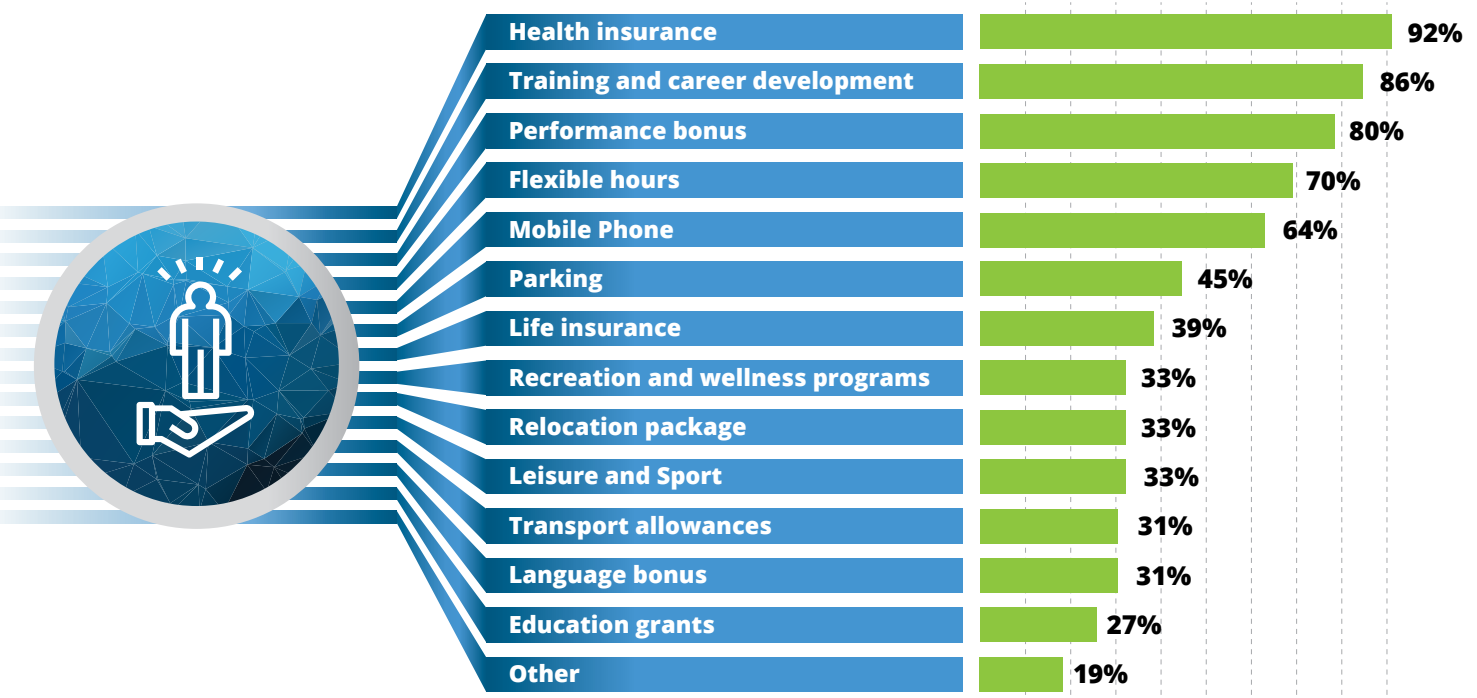 Health insurance 92%
Training and career development 86%
Performance bonus 80%
Flexible hours 70%
Mobile Phone 64%
Parking 45%
Life insurance 39%
Recreation and wellness programs 33%
Relocation package 33%
Leisure and Sport 33%
Transport allowances 31%
Language bonus 31%
Education grants 27%
Other 19%